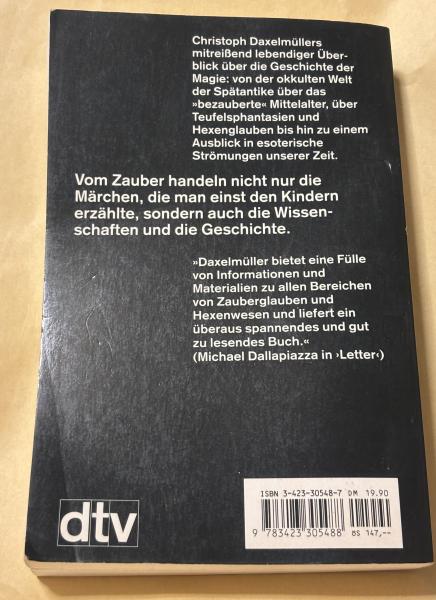 Christoph Daxelmüllers
mitreißend lebendiger Über-
blick über die Geschichte der
Magie: von der okkulten Welt
der Spätantike über das
»bezauberte« Mittelalter, über
Teufelsphantasien und
Hexenglauben bis hin zu einem
Ausblick in esoterische
Strömungen unserer Zeit.
Vom Zauber handeln nicht nur die
Märchen, die man einst den Kindern
erzählte, sondern auch die Wissen-
schaften und die Geschichte.
»Daxelmüller bietet eine Fülle
von Informationen und
Materialien zu allen Bereichen
von Zauberglauben und
Hexenwesen und liefert ein
überaus spannendes und gut
zu lesendes Buch.«
(Michael Dallapiazza in ›Letter‹)
ISBN 3-423-30548-7 DM 19.90
9 783423 305488 öS 147,--
dtv